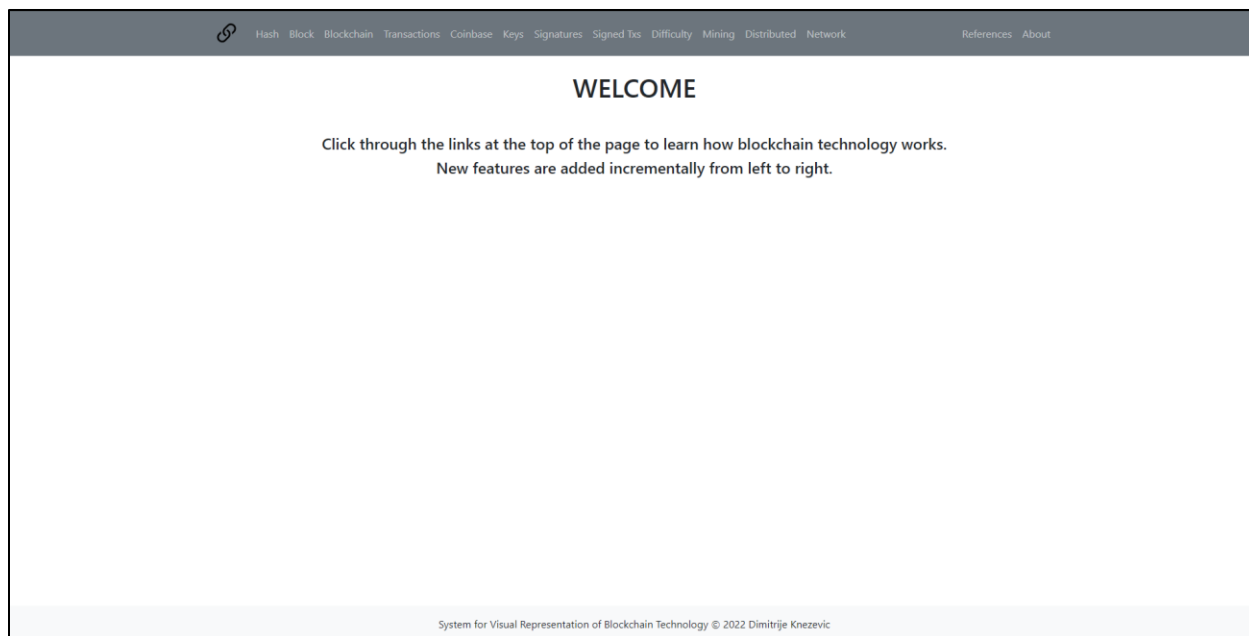 Hash Block Blockchain Transactions Coinbase Keys Signatures Signed Txs Difficulty Mining Distributed Network References About
WELCOME
Click through the links at the top of the page to learn how blockchain technology works.
New features are added incrementally from left to right.
System for Visual Representation of Blockchain Technology © 2022 Dimitrije Knezevic